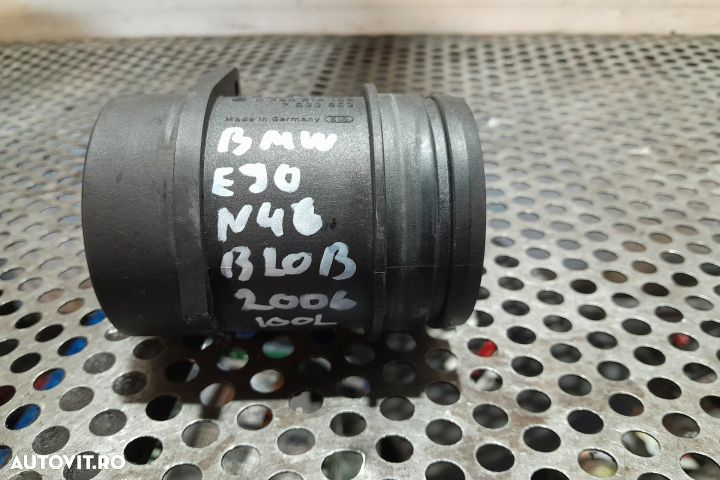 Made in Germany
BMW
E90
N46
B20B
2006
100L
AUTOVIT.RO